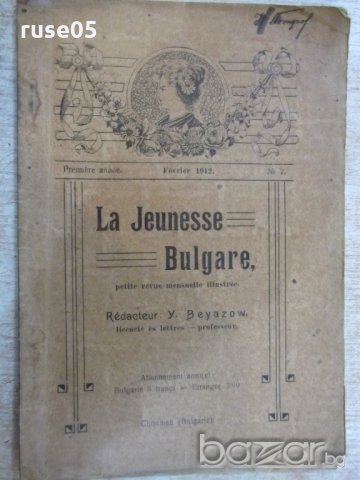 ruse05
Première année.
Février 1912.
№ 7.
La Jeunesse
Bulgare,
petite revue mensuelle illustrée.
Rédacteur Y. Beyazow,
licencié ès lettres — professeur.
Abonnement annuel:
Bulgarie 3 francs — Etranger
(Bulgarie)
bazar.bg